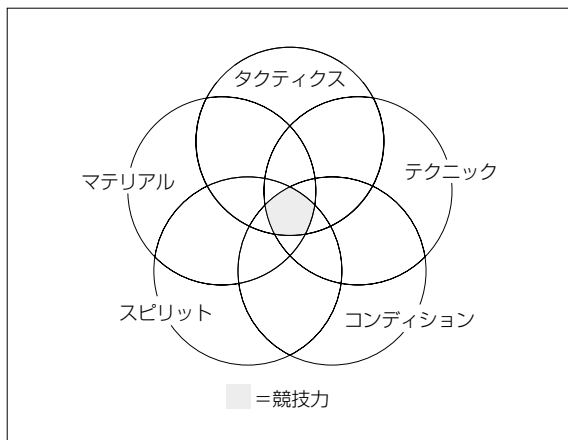 タクティクス
マテリアル
テクニック
スピリット
コンディション
＝競技力